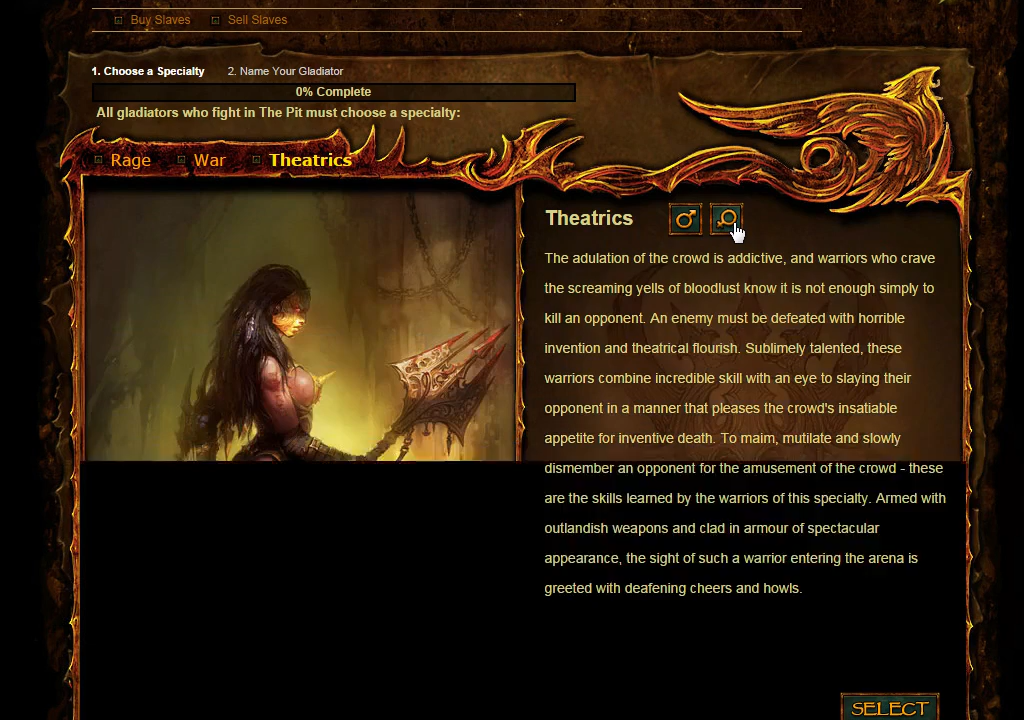 Buy Slaves Sell Slaves
1. Choose a Specialty 2. Name Your Gladiator
0% Complete
All gladiators who fight in The Pit must choose a specialty:
Rage War Theatrics
Theatrics
The adulation of the crowd is addictive, and warriors who crave
the screaming yells of bloodlust know it is not enough simply to
kill an opponent. An enemy must be defeated with horrible
invention and theatrical flourish. Sublimely talented, these
warriors combine incredible skill with an eye to slaying their
opponent in a manner that pleases the crowd's insatiable
appetite for inventive death. To maim, mutilate and slowly
dismember an opponent for the amusement of the crowd - these
are the skills learned by the warriors of this specialty. Armed with
outlandish weapons and clad in armour of spectacular
appearance, the sight of such a warrior entering the arena is
greeted with deafening cheers and howls.
SELECT